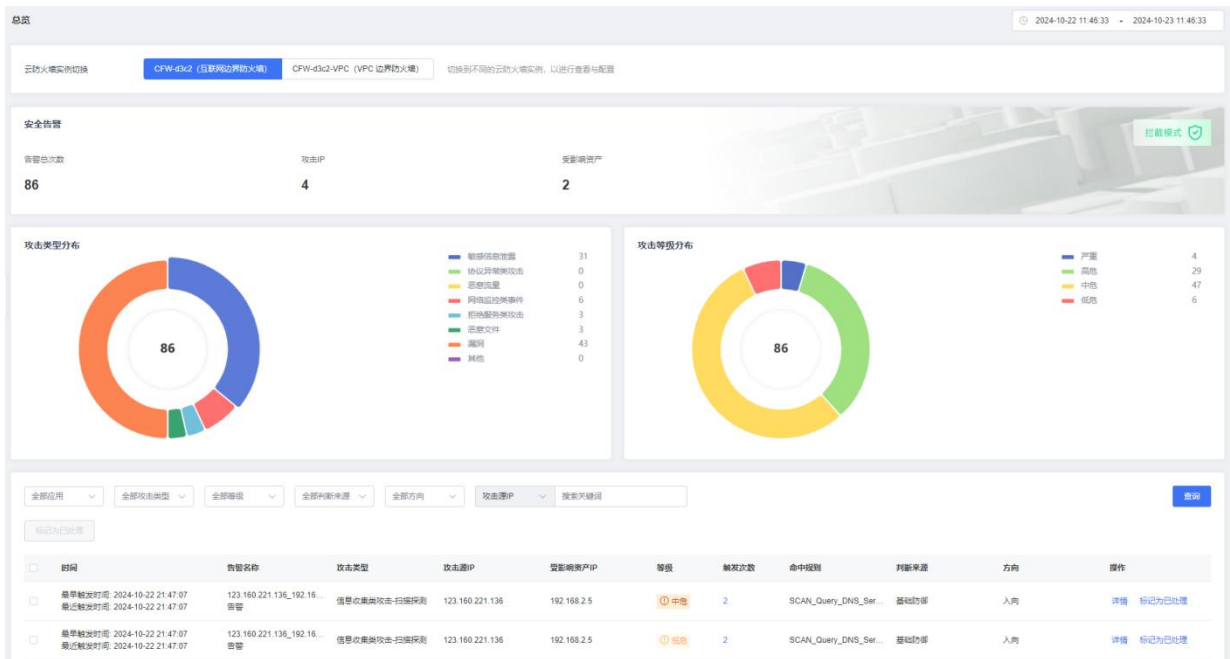 总览
2024-10-22 11:46:33 - 2024-10-23 11:46:33
云防火墙实例切换 CFW-d3c2（互联网边界防火墙） CFW-d3c2-VPC（VPC 边界防火墙） 切换到不同的云防火墙实例，以进行查看与配置
安全告警
拦截模式
告警总次数 攻击IP 受影响资产
86 4 2
攻击类型分布
86
敏感信息泄露 31
协议异常类攻击 0
恶意流量 0
网络监控类事件 6
拒绝服务类攻击 3
恶意文件 3
漏洞 43
其他 0
攻击等级分布
86
严重 4
高危 29
中危 47
低危 6
全部应用 全部攻击类型 全部等级 全部判断来源 全部方向 攻击源IP 搜索关键词 查询
标记为已处理
时间 告警名称 攻击类型 攻击源IP 受影响资产IP 等级 触发次数 命中规则 判断来源 方向 操作
最早触发时间: 2024-10-22 21:47:07 123.160.221.136_192.16... 信息收集类攻击-扫描探测 123.160.221.136 192.168.2.5 中危 2 SCAN_Query_DNS_Ser... 基础防御 入向 详情 标记为已处理
最近触发时间: 2024-10-22 21:47:07 告警
最早触发时间: 2024-10-22 21:47:07 123.160.221.136_192.16... 信息收集类攻击-扫描探测 123.160.221.136 192.168.2.5 低危 2 SCAN_Query_DNS_Ser... 基础防御 入向 详情 标记为已处理
最近触发时间: 2024-10-22 21:47:07 告警